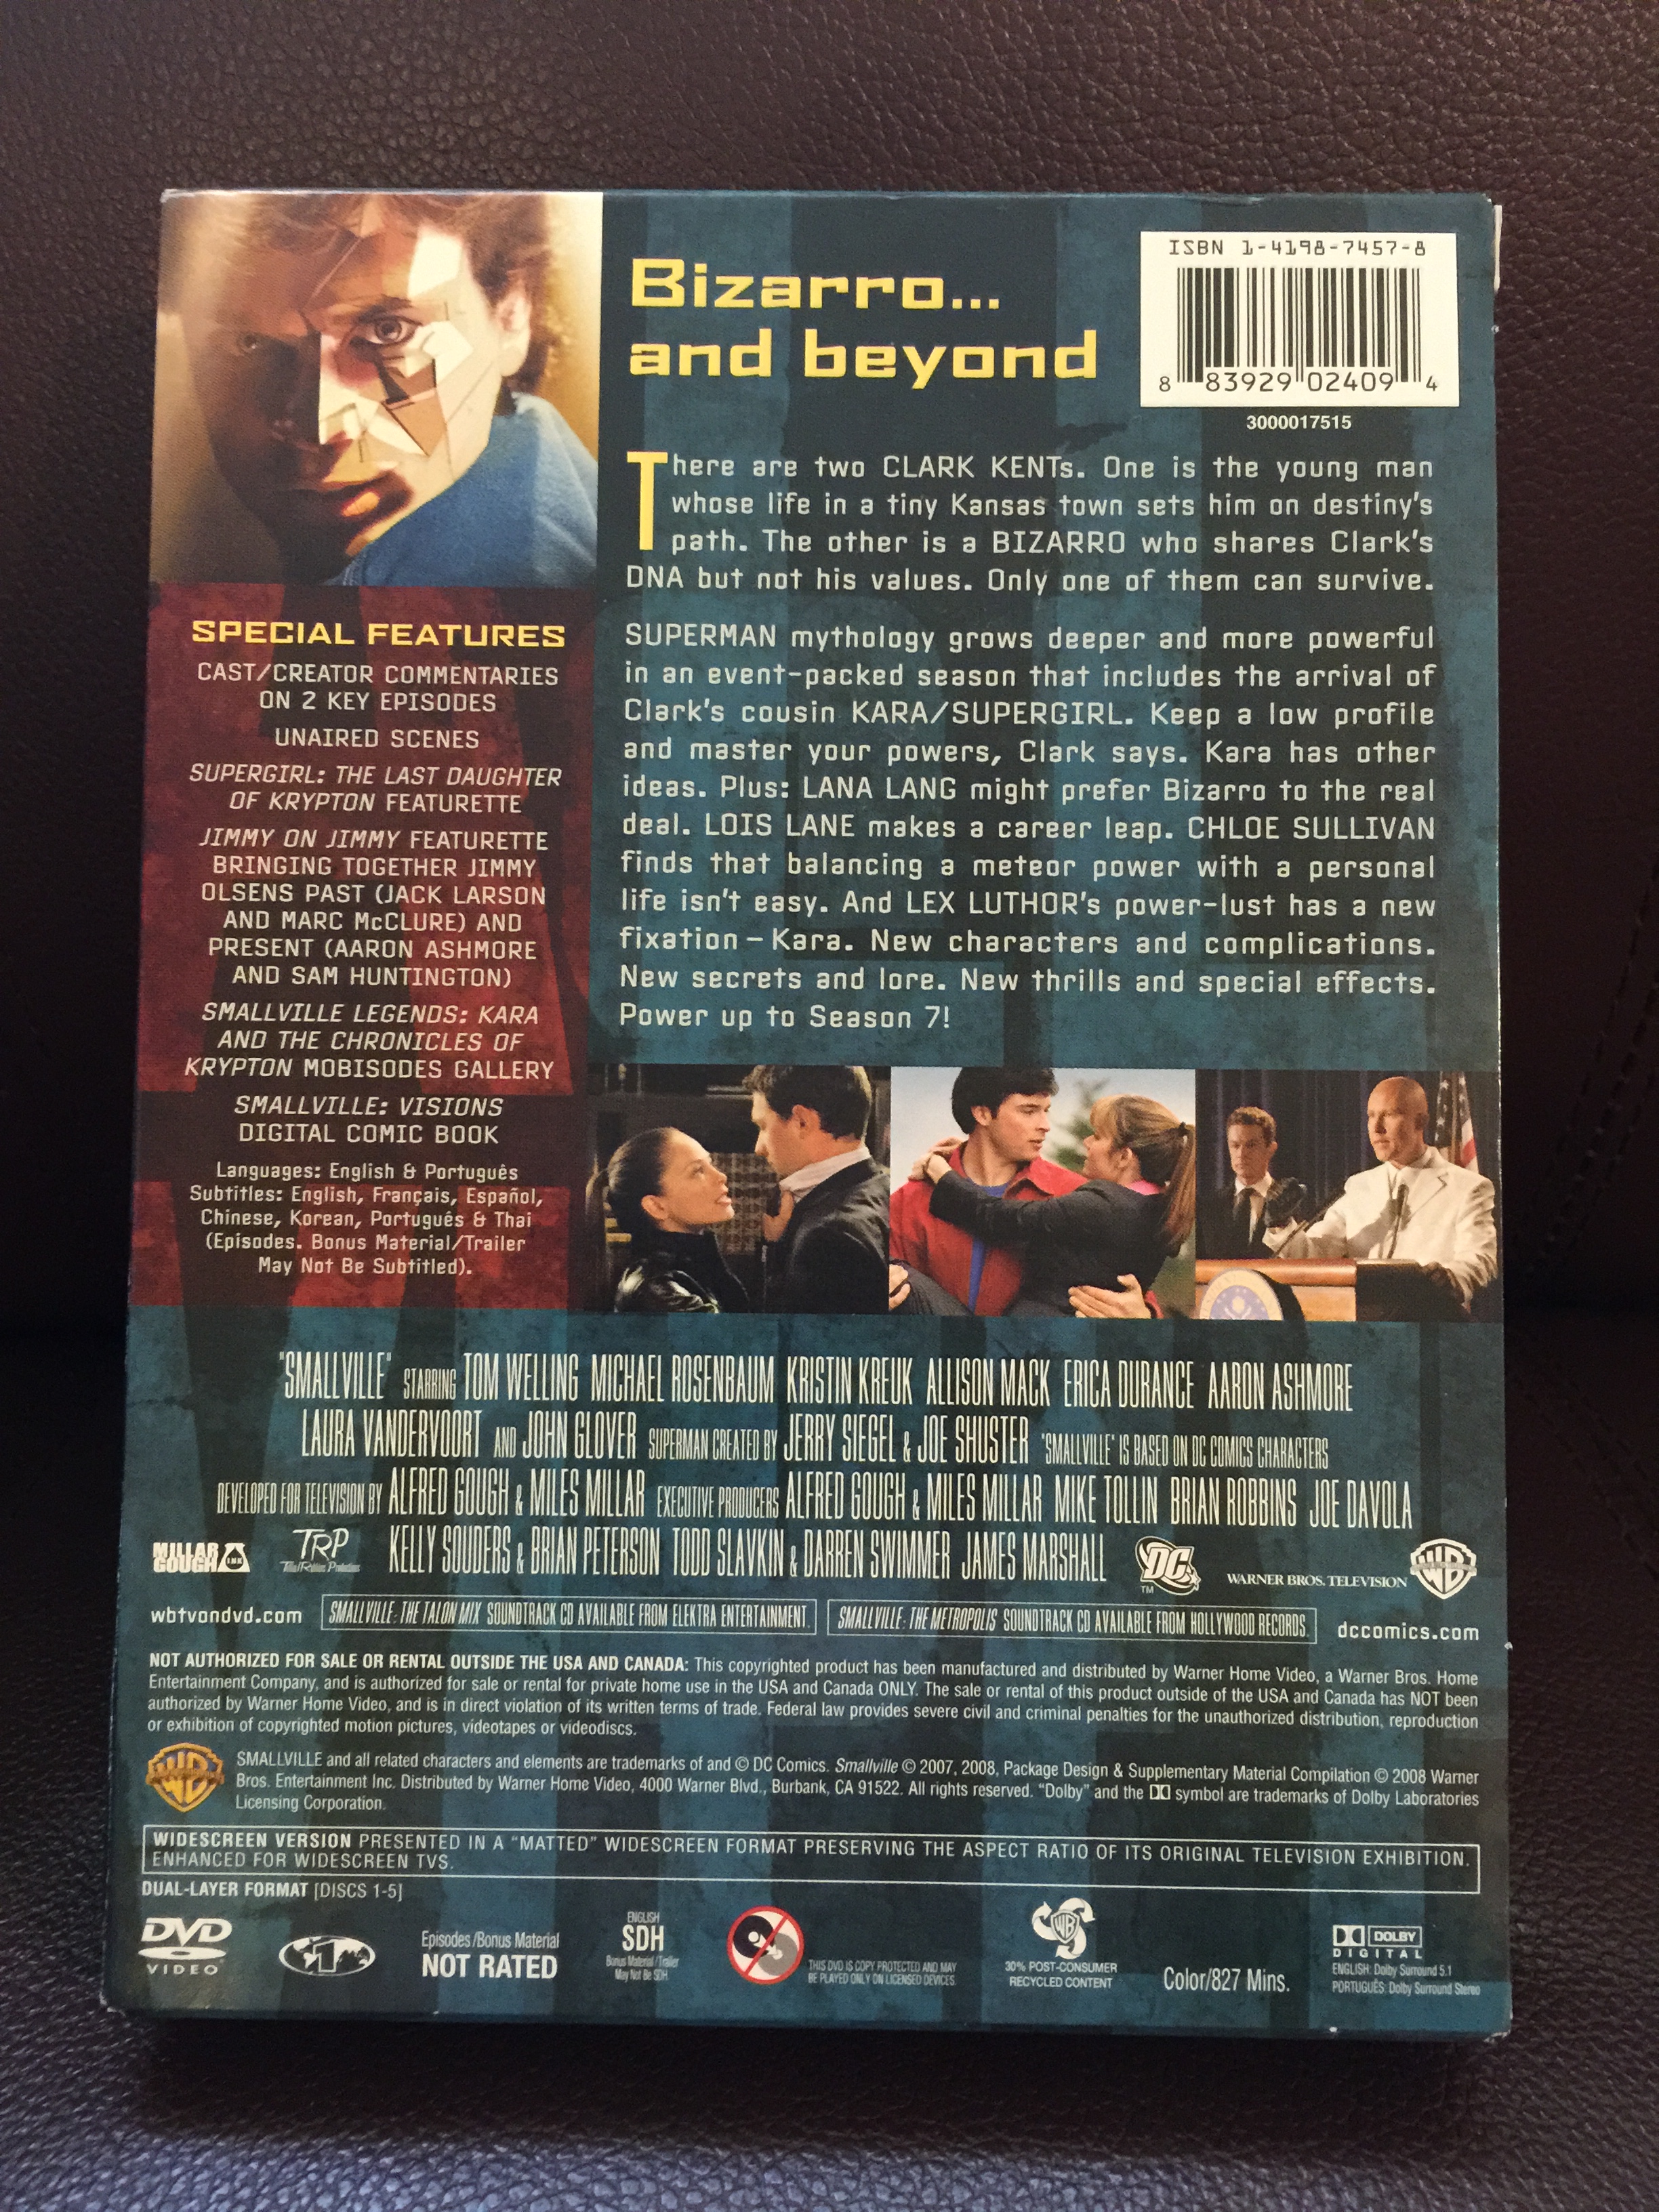 ISBN 1-4198-7457-8
8 83929 02409 4
3000017515
Bizarro...
and beyond
There are two CLARK KENTs. One is the young man
whose life in a tiny Kansas town sets him on destiny's
path. The other is a BIZARRO who shares Clark's
DNA but not his values. Only one of them can survive.
SUPERMAN mythology grows deeper and more powerful
in an event-packed season that includes the arrival of
Clark's cousin KARA/SUPERGIRL. Keep a low profile
and master your powers, Clark says. Kara has other
ideas. Plus: LANA LANG might prefer Bizarro to the real
deal. LOIS LANE makes a career leap. CHLOE SULLIVAN
finds that balancing a meteor power with a personal
life isn't easy. And LEX LUTHOR's power-lust has a new
fixation – Kara. New characters and complications.
New secrets and lore. New thrills and special effects.
Power up to Season 7!
SPECIAL FEATURES
CAST/CREATOR COMMENTARIES
ON 2 KEY EPISODES
UNAIRED SCENES
SUPERGIRL: THE LAST DAUGHTER
OF KRYPTON FEATURETTE
JIMMY ON JIMMY FEATURETTE
BRINGING TOGETHER JIMMY
OLSENS PAST (JACK LARSON
AND MARC McCLURE) AND
PRESENT (AARON ASHMORE
AND SAM HUNTINGTON)
SMALLVILLE LEGENDS: KARA
AND THE CHRONICLES OF
KRYPTON MOBISODES GALLERY
SMALLVILLE: VISIONS
DIGITAL COMIC BOOK
Languages: English & Português
Subtitles: English, Français, Español,
Chinese, Korean, Português & Thai
(Episodes. Bonus Material/Trailer
May Not Be Subtitled).
"SMALLVILLE" STARRING TOM WELLING MICHAEL ROSENBAUM KRISTIN KREUK ALLISON MACK ERICA DURANCE AARON ASHMORE
LAURA VANDERVOORT AND JOHN GLOVER SUPERMAN CREATED BY JERRY SIEGEL & JOE SHUSTER "SMALLVILLE" IS BASED ON DC COMICS CHARACTERS
DEVELOPED FOR TELEVISION BY ALFRED GOUGH & MILES MILLAR EXECUTIVE PRODUCERS ALFRED GOUGH & MILES MILLAR MIKE TOLLIN BRIAN ROBBINS JOE DAVOLA
KELLY SOUDERS & BRIAN PETERSON TODD SLAVKIN & DARREN SWIMMER JAMES MARSHALL
MILLAR GOUGH INK
TRP
Tollin/Robbins Productions
DC TM
WARNER BROS. TELEVISION WB
wbtvondvd.com
SMALLVILLE: THE TALON MIX SOUNDTRACK CD AVAILABLE FROM ELEKTRA ENTERTAINMENT.
SMALLVILLE: THE METROPOLIS SOUNDTRACK CD AVAILABLE FROM HOLLYWOOD RECORDS.
dccomics.com
NOT AUTHORIZED FOR SALE OR RENTAL OUTSIDE THE USA AND CANADA: This copyrighted product has been manufactured and distributed by Warner Home Video, a Warner Bros. Home
Entertainment Company, and is authorized for sale or rental for private home use in the USA and Canada ONLY. The sale or rental of this product outside of the USA and Canada has NOT been
authorized by Warner Home Video, and is in direct violation of its written terms of trade. Federal law provides severe civil and criminal penalties for the unauthorized distribution, reproduction
or exhibition of copyrighted motion pictures, videotapes or videodiscs.
WB
SMALLVILLE and all related characters and elements are trademarks of and © DC Comics. Smallville © 2007, 2008, Package Design & Supplementary Material Compilation © 2008 Warner
Bros. Entertainment Inc. Distributed by Warner Home Video, 4000 Warner Blvd., Burbank, CA 91522. All rights reserved. "Dolby" and the DD symbol are trademarks of Dolby Laboratories
Licensing Corporation.
WIDESCREEN VERSION PRESENTED IN A "MATTED" WIDESCREEN FORMAT PRESERVING THE ASPECT RATIO OF ITS ORIGINAL TELEVISION EXHIBITION.
ENHANCED FOR WIDESCREEN TVS.
DUAL-LAYER FORMAT [DISCS 1-5]
DVD
VIDEO
1
Episodes/Bonus Material
NOT RATED
ENGLISH
SDH
Bonus Material/Trailer
May Not Be SDH.
THIS DVD IS COPY PROTECTED AND MAY
BE PLAYED ONLY ON LICENSED DEVICES.
WB
30% POST-CONSUMER
RECYCLED CONTENT
Color/827 Mins.
DOLBY
DIGITAL
ENGLISH: Dolby Surround 5.1
PORTUGUÊS: Dolby Surround Stereo